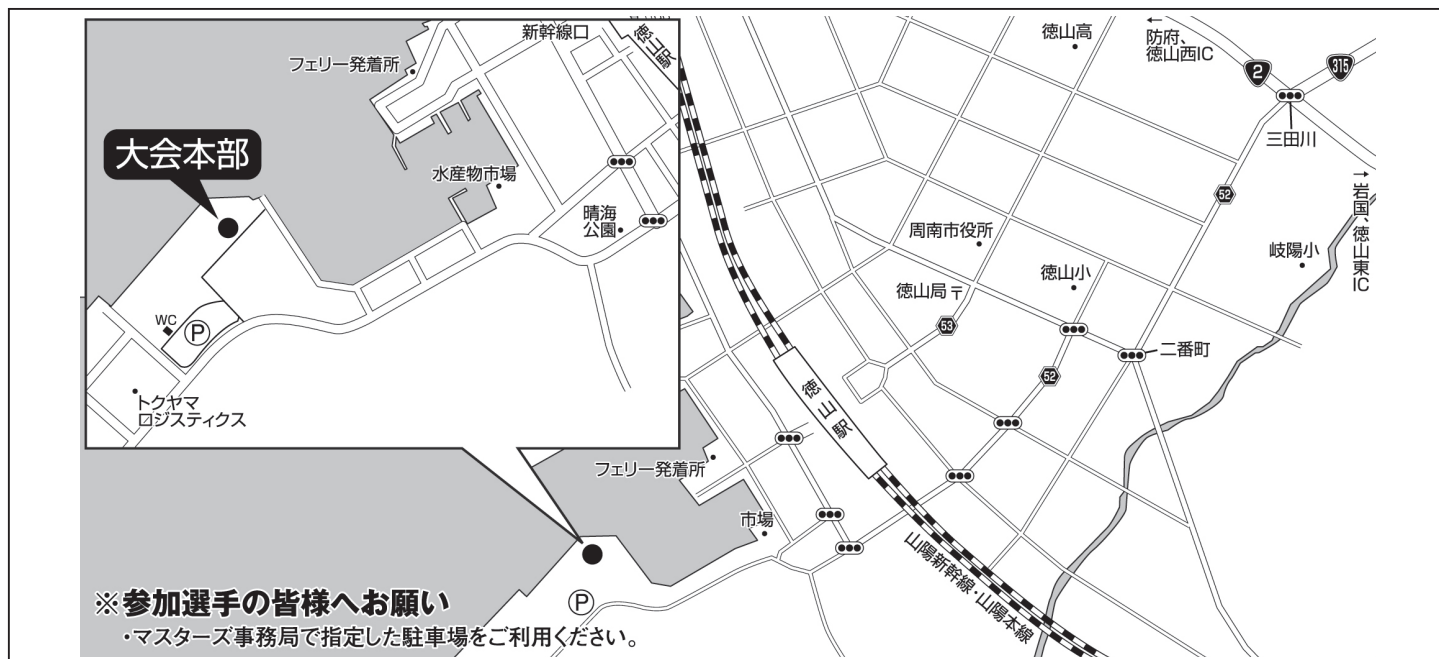 新幹線口
徳山駅
フェリー発着所
大会本部
水産物市場
晴海
公園
WC
P
トクヤマ
ロジスティクス
徳山高
←
防府、
徳山西IC
2
315
三田川
→
岩国、徳山東IC
52
周南市役所
岐陽小
徳山小
徳山局〒
53
二番町
52
徳山駅
フェリー発着所
市場
山陽新幹線・山陽本線
P
※参加選手の皆様へお願い
・マスターズ事務局で指定した駐車場をご利用ください。